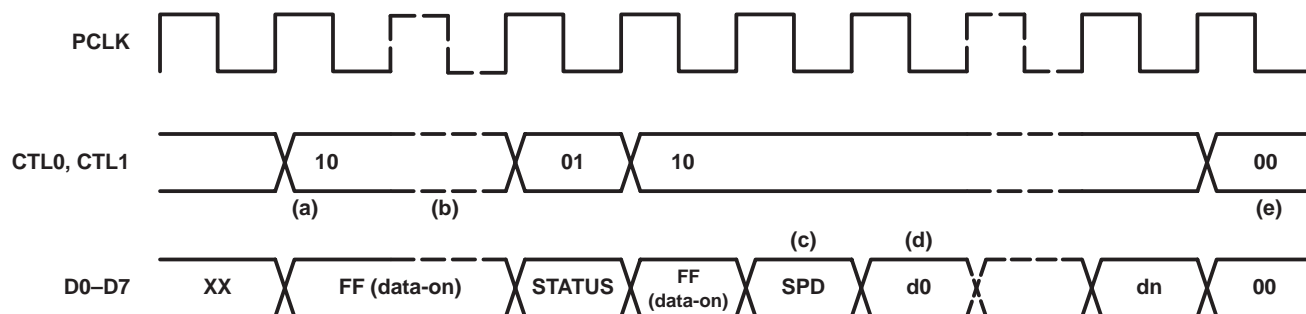 PCLK
CTL0, CTL1 10 01 10 00
(a) (b) (e)
(c) (d)
D0–D7 XX FF (data-on) STATUS FF (data-on) SPD d0 dn 00